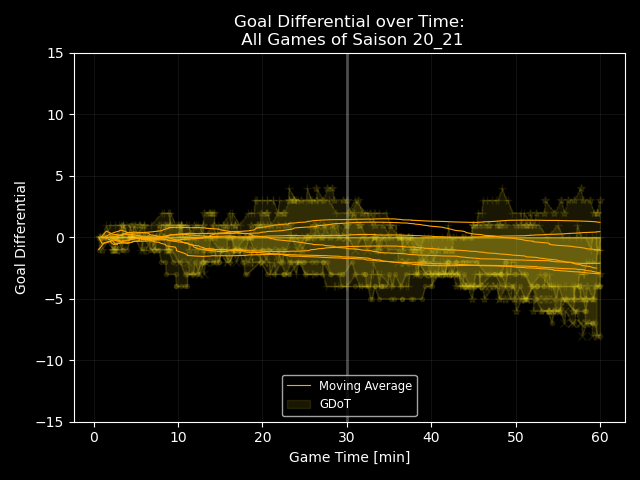 Goal Differential over Time:
All Games of Saison 20_21
15
10
5
0
−5
−10
−15
Goal Differential
Moving Average
GDoT
0 10 20 30 40 50 60
Game Time [min]